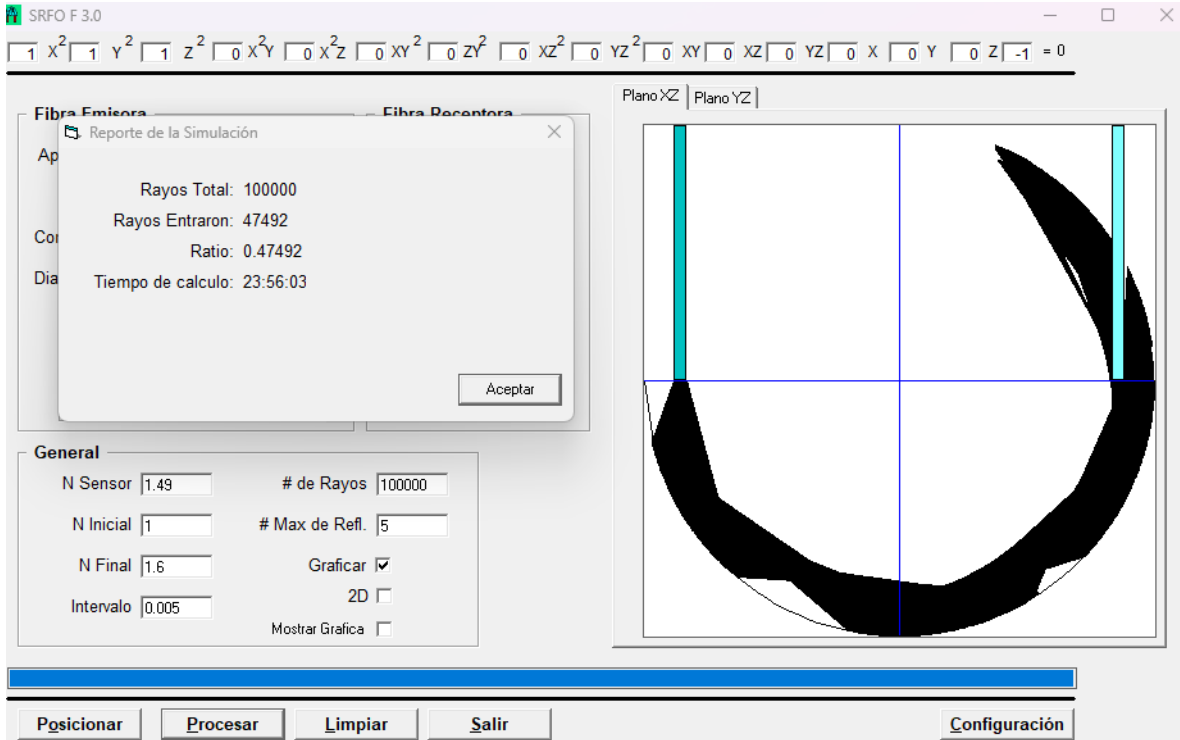 SRFO F 3.0
1 X² 1 Y² 1 Z² 0 X²Y 0 X²Z 0 XY² 0 ZY² 0 XZ² 0 YZ² 0 XY 0 XZ 0 YZ 0 X 0 Y 0 Z -1 = 0
Fibra Emisora Fibra Receptora
Reporte de la Simulación
Ap
Rayos Total: 100000
Rayos Entraron: 47492
Ratio: 0.47492
Tiempo de calculo: 23:56:03
Aceptar
Dia
Plano XZ Plano YZ
General
N Sensor 1.49 # de Rayos 100000
N Inicial 1 # Max de Refl. 5
N Final 1.6 Graficar
Intervalo 0.005 2D
Mostrar Grafica
Posicionar Procesar Limpiar Salir Configuración